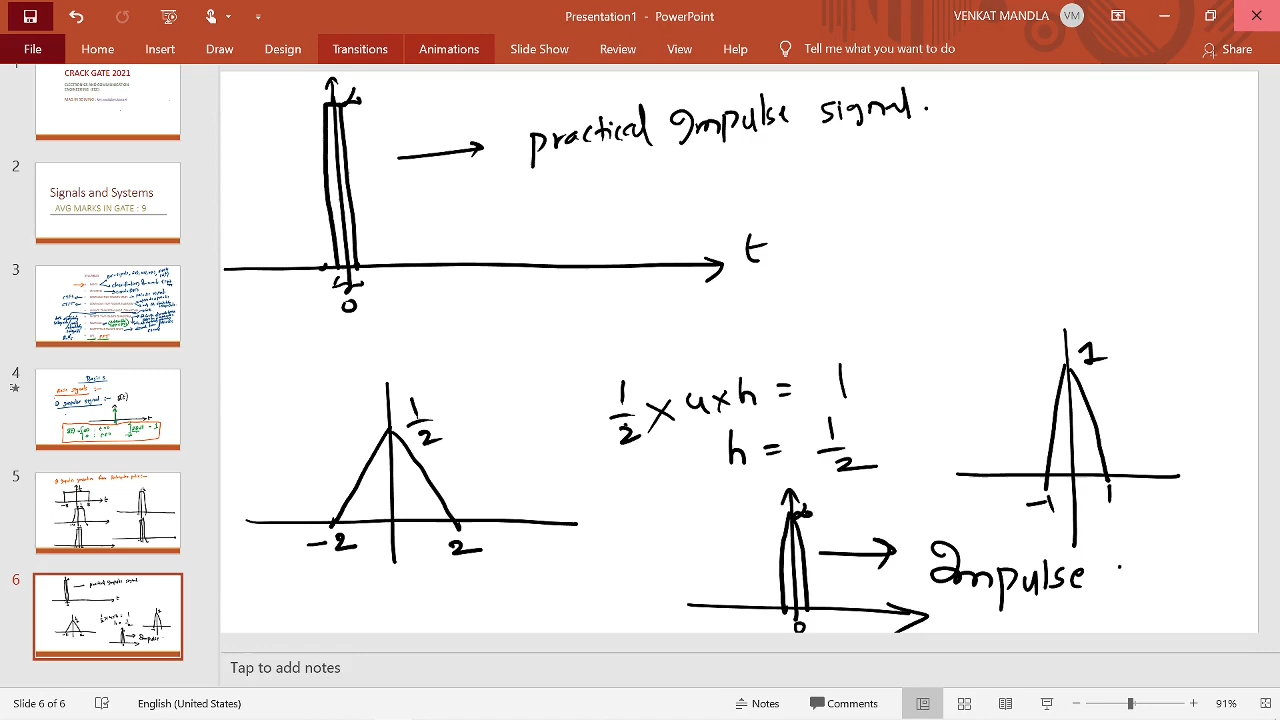 Presentation1 - PowerPoint
VENKAT MANDLA
VM
File Home Insert Draw Design Transitions Animations Slide Show Review View Help Tell me what you want to do
Share
CRACK GATE 2021
2
Signals and Systems
AVG MARKS IN GATE : 9
3
4
Basics
5
6
practical Impulse signal.
t
0
1/2
-2 2
1/2 × 4 × h = 1
h = 1/2
1
-1 1
Impulse
0
Tap to add notes
Slide 6 of 6 English (United States) Notes Comments 91%